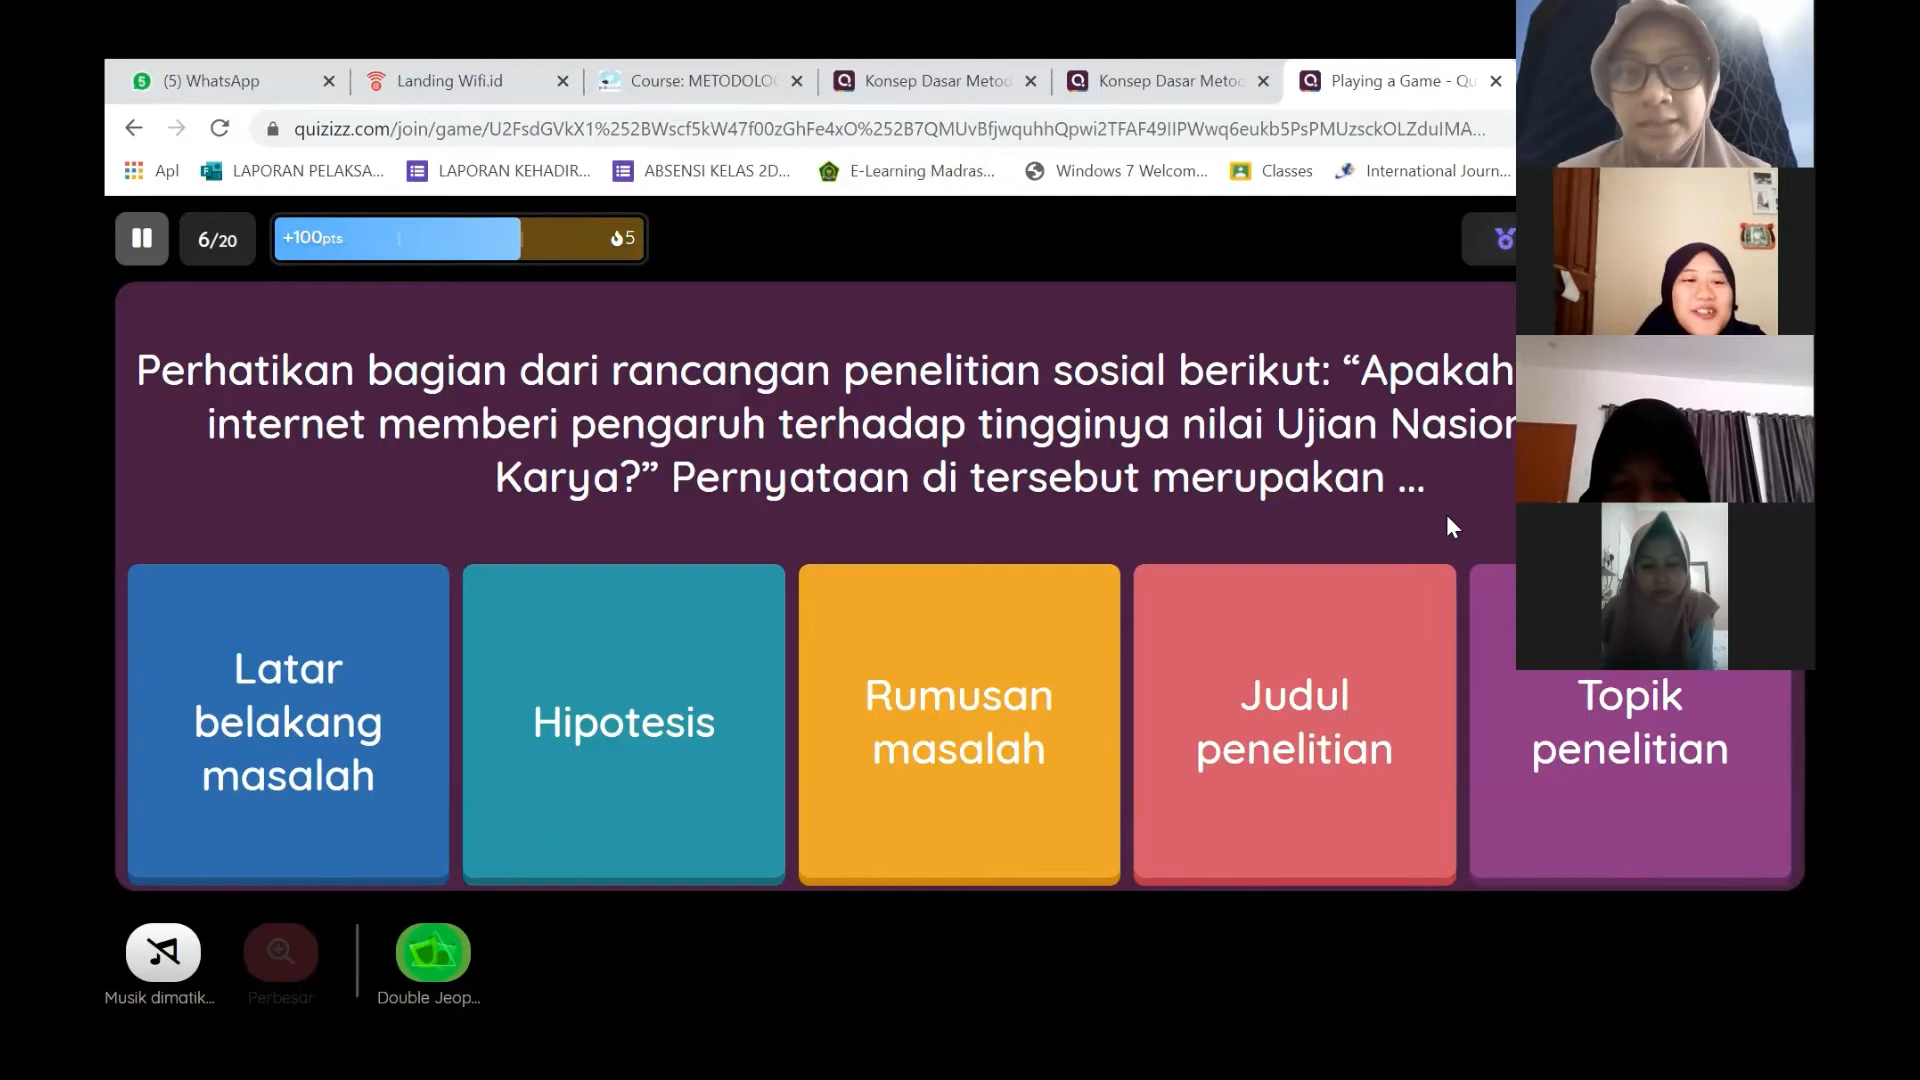 (5) WhatsApp
Landing Wifi.id
Course: METODOLO
Konsep Dasar Metod
Konsep Dasar Metod
Playing a Game - Qu
quizizz.com/join/game/U2FsdGVkX1%252BWscf5kW47f00zGhFe4xO%252B7QMUvBfjwquhhQpwi2TFAF49IIPWwq6eukb5PsPMUzsckOLZduIMA...
Apl
LAPORAN PELAKSA...
LAPORAN KEHADIR...
ABSENSI KELAS 2D...
E-Learning Madras...
Windows 7 Welcom...
Classes
International Journ...
6/20
+100pts
5
Perhatikan bagian dari rancangan penelitian sosial berikut: “Apakah
internet memberi pengaruh terhadap tingginya nilai Ujian Nasion
Karya?” Pernyataan di tersebut merupakan ...
Latar
belakang
masalah
Hipotesis
Rumusan
masalah
Judul
penelitian
Topik
penelitian
Musik dimatik...
Perbesar
Double Jeop...